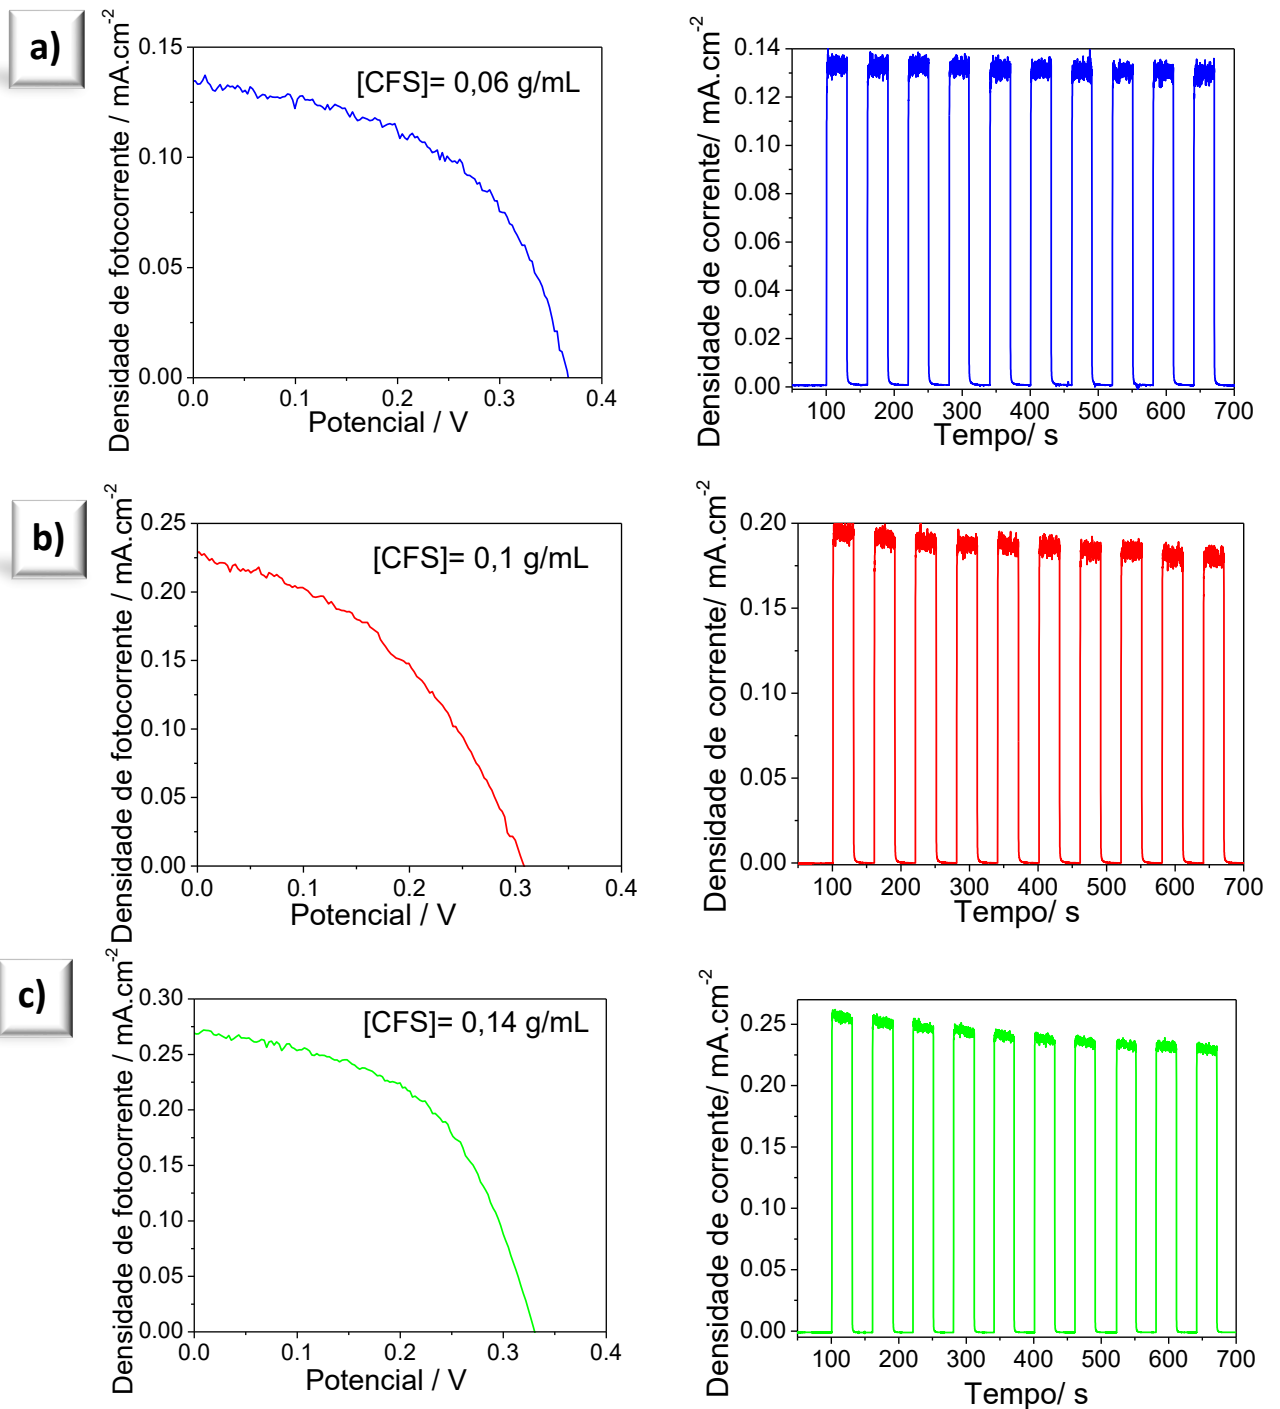 a)
[CFS]= 0,06 g/mL
Densidade de fotocorrente / mA.cm-2
0.15
0.10
0.05
0.00
0.0 0.1 0.2 0.3 0.4
Potencial / V
Densidade de corrente/ mA.cm-2
0.14
0.12
0.10
0.08
0.06
0.04
0.02
0.00
100 200 300 400 500 600 700
Tempo/ s
b)
[CFS]= 0,1 g/mL
Densidade de fotocorrente / mA.cm-2
0.25
0.20
0.15
0.10
0.05
0.00
0.0 0.1 0.2 0.3 0.4
Potencial / V
Densidade de corrente/ mA.cm-2
0.20
0.15
0.10
0.05
0.00
100 200 300 400 500 600 700
Tempo/ s
c)
[CFS]= 0,14 g/mL
Densidade de fotocorrente / mA.cm-2
0.30
0.25
0.20
0.15
0.10
0.05
0.00
0.0 0.1 0.2 0.3 0.4
Potencial / V
Densidade de corrente/ mA.cm-2
0.25
0.20
0.15
0.10
0.05
0.00
100 200 300 400 500 600 700
Tempo/ s